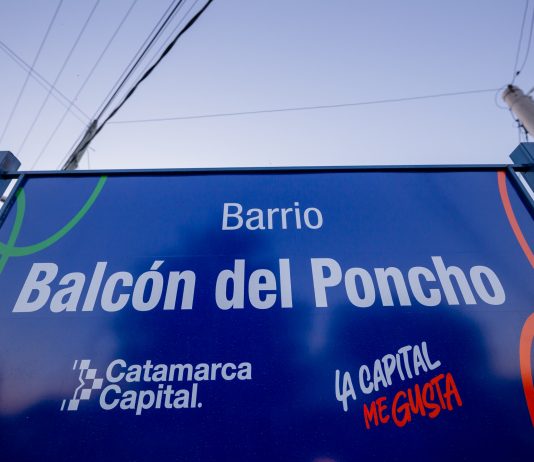 Barrio
Balcón del Poncho
Catamarca
Capital.
LA CAPITAL
ME GUSTA